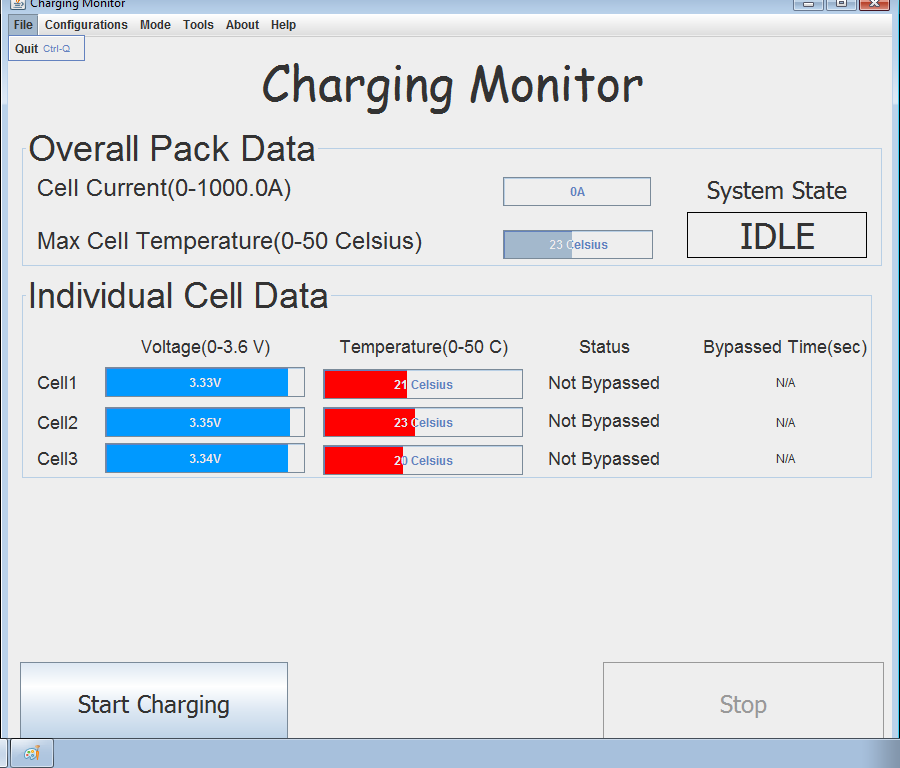 Charging Monitor
File Configurations Mode Tools About Help
Quit Ctrl-Q
Charging Monitor
Overall Pack Data
Cell Current(0-1000.0A) 0A System State
Max Cell Temperature(0-50 Celsius) 23 Celsius IDLE
Individual Cell Data
Voltage(0-3.6 V) Temperature(0-50 C) Status Bypassed Time(sec)
Cell1 3.33V 21 Celsius Not Bypassed N/A
Cell2 3.35V 23 Celsius Not Bypassed N/A
Cell3 3.34V 20 Celsius Not Bypassed N/A
Start Charging Stop